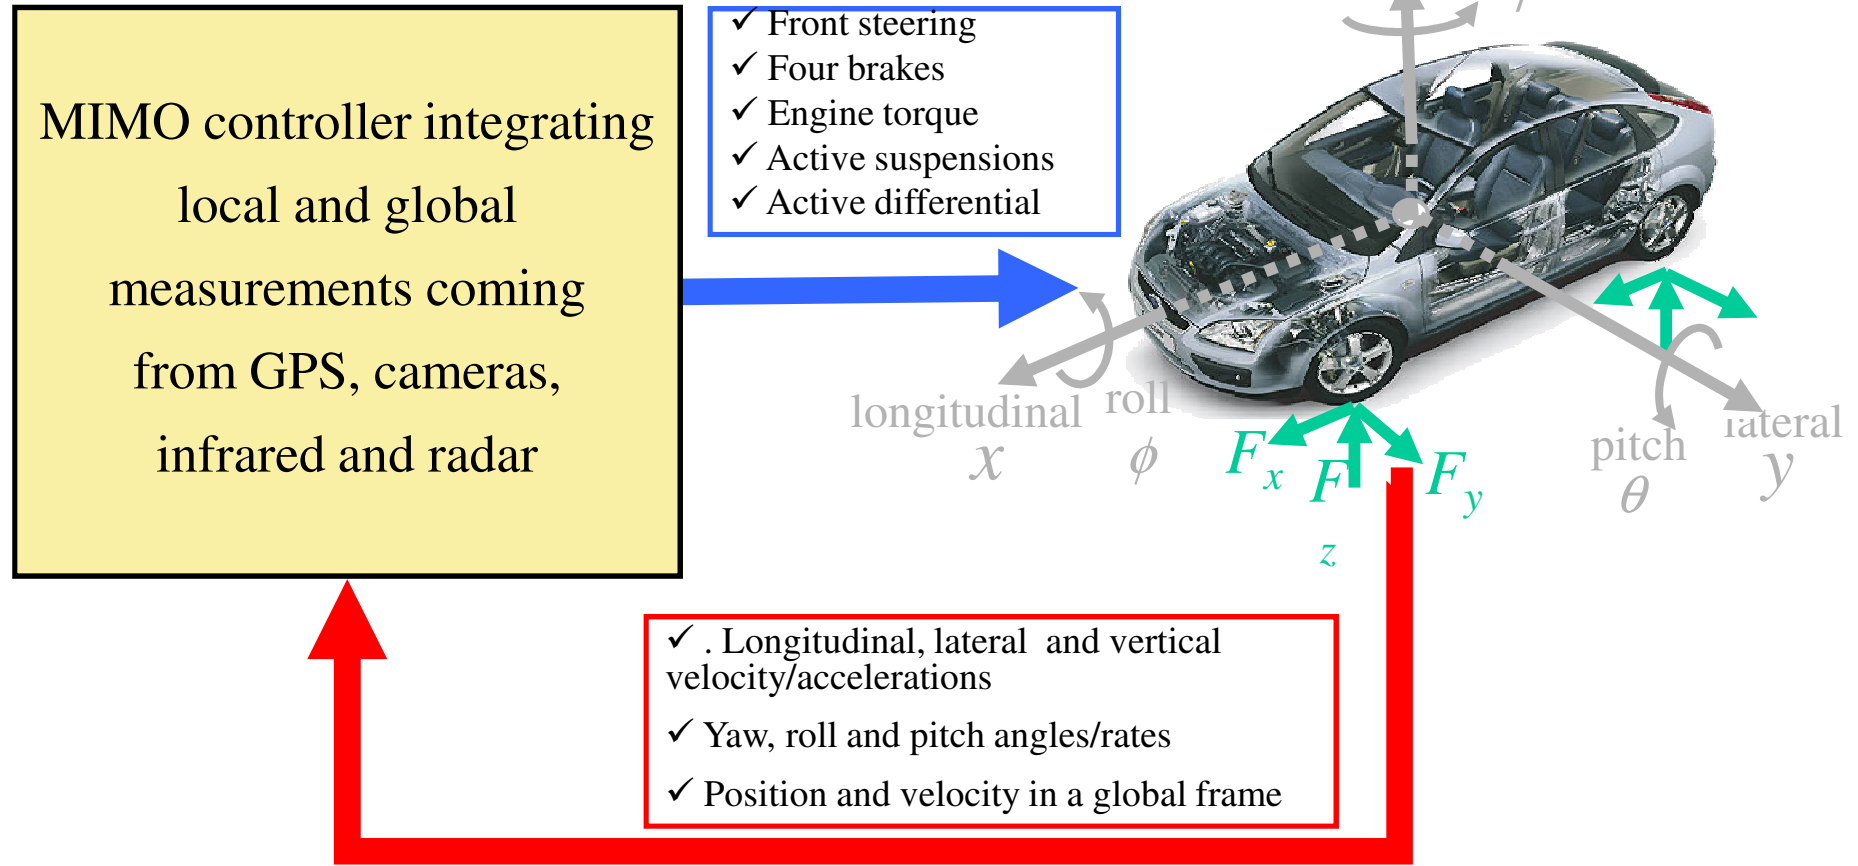 MIMO controller integrating
local and global
measurements coming
from GPS, cameras,
infrared and radar
✓ Front steering
✓ Four brakes
✓ Engine torque
✓ Active suspensions
✓ Active differential
longitudinal
x
roll
ϕ
F x
F
z
F y
pitch
θ
lateral
y
✓ . Longitudinal, lateral and vertical
velocity/accelerations
✓ Yaw, roll and pitch angles/rates
✓ Position and velocity in a global frame